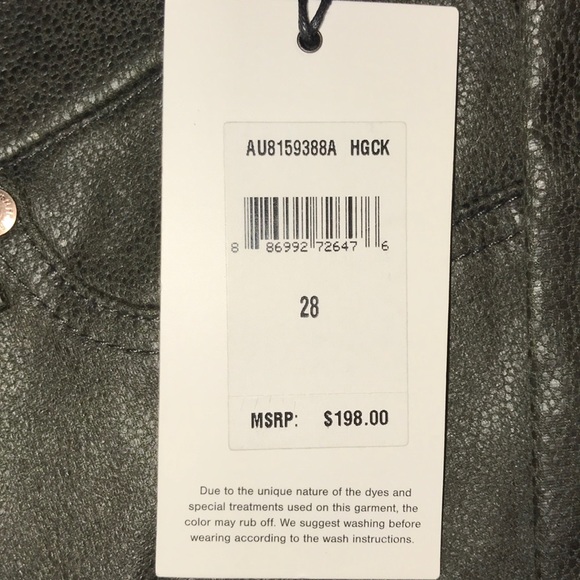 AU8159388A HGCK
8 86992 72647 6
28
MSRP: $198.00
Due to the unique nature of the dyes and
special treatments used on this garment, the
color may rub off. We suggest washing before
wearing according to the wash instructions.